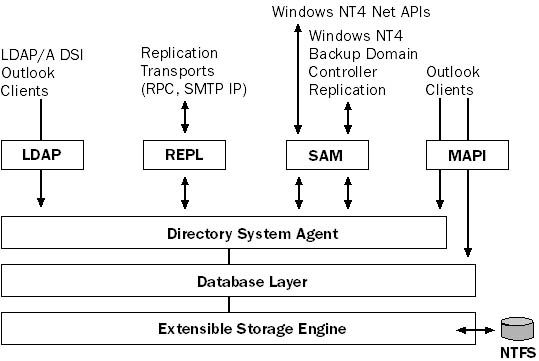 Windows NT4 Net APIs
LDAP/A DSI
Outlook
Clients
Replication
Transports
(RPC, SMTP IP)
Windows NT4
Backup Domain
Controller
Replication
Outlook
Clients
LDAP
REPL
SAM
MAPI
Directory System Agent
Database Layer
Extensible Storage Engine
NTFS